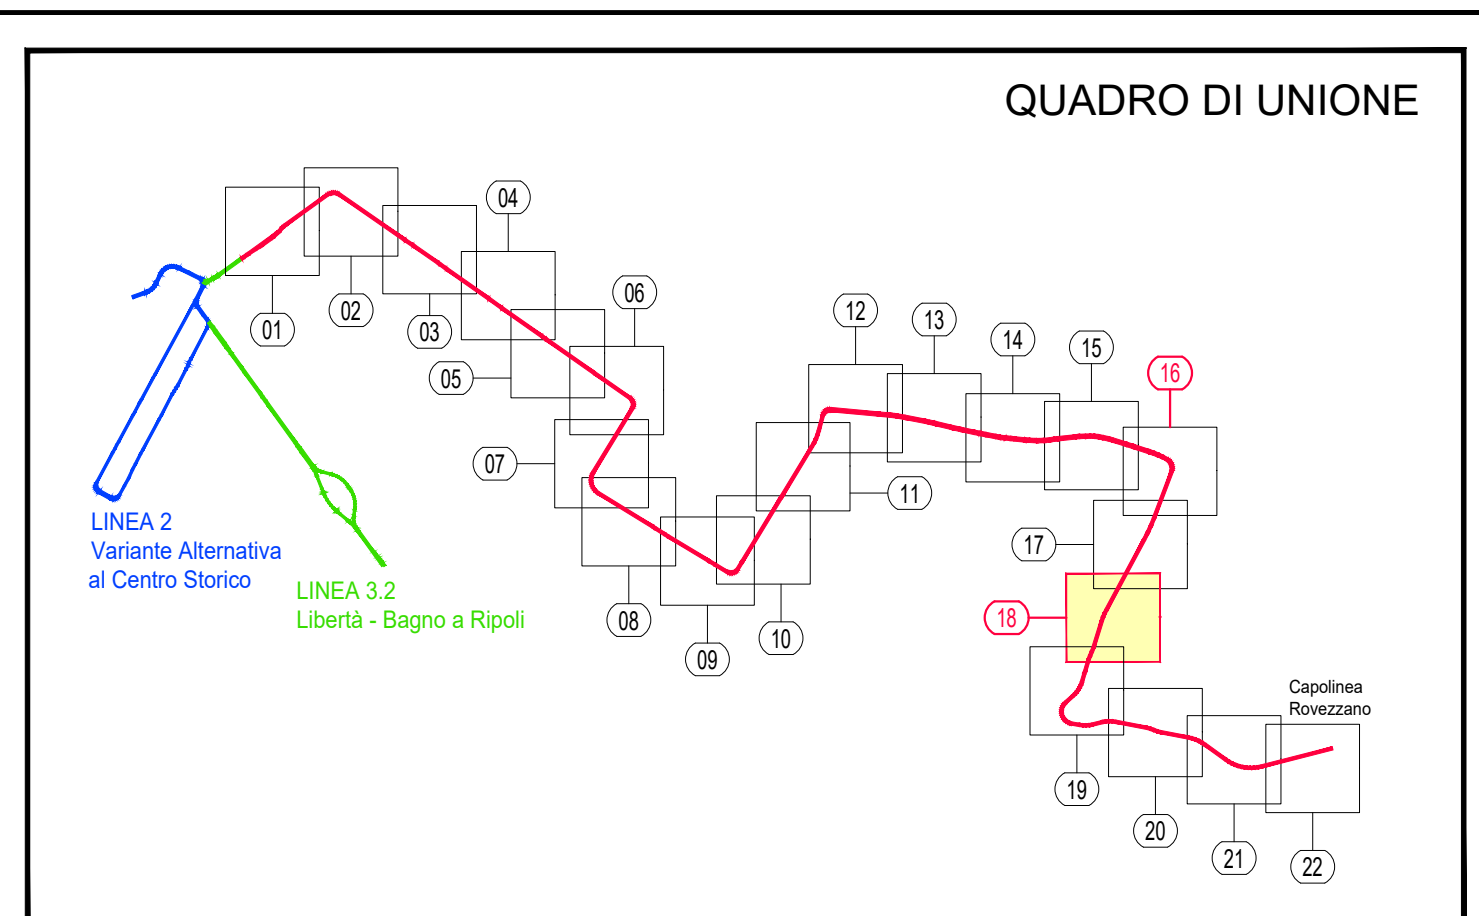 QUADRO DI UNIONE
04
06
01
02
03
12
13
14
15
16
05
07
11
LINEA 2
Variante Alternativa
al Centro Storico
17
LINEA 3.2
Libertà - Bagno a Ripoli
08
09
10
18
Capolinea
Rovezzano
19
20
21
22